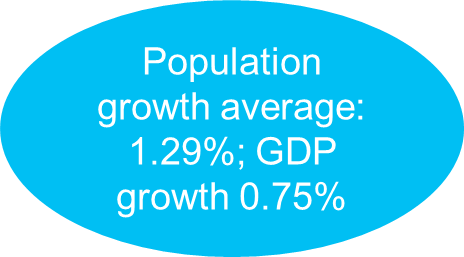 Population
growth average:
1.29%; GDP
growth 0.75%